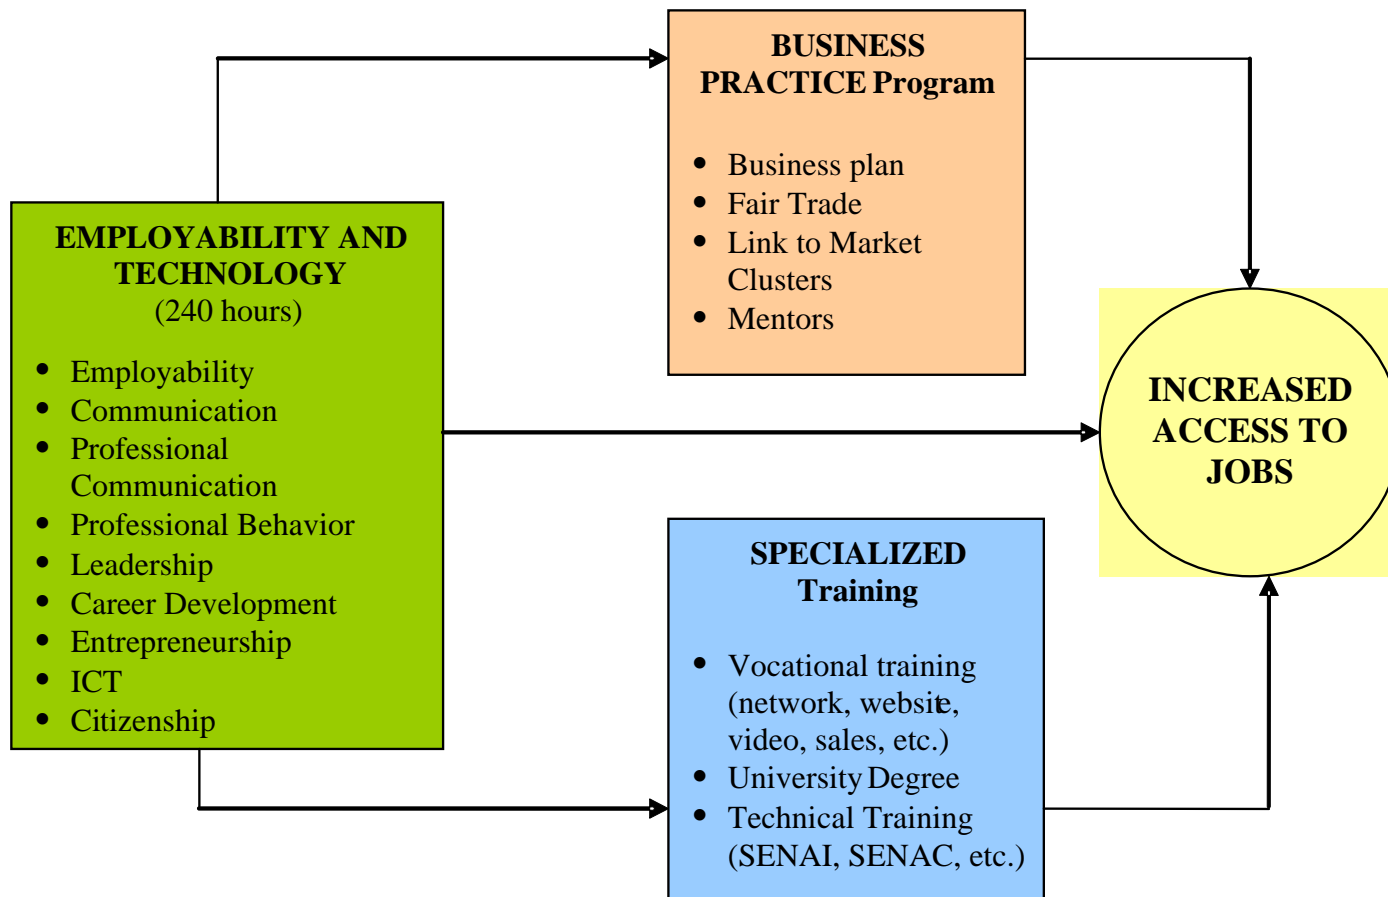 BUSINESS
PRACTICE Program
• Business plan
• Fair Trade
• Link to Market
Clusters
• Mentors
EMPLOYABILITY AND
TECHNOLOGY
(240 hours)
• Employability
• Communication
• Professional
Communication
• Professional Behavior
• Leadership
• Career Development
• Entrepreneurship
• ICT
• Citizenship
INCREASED
ACCESS TO
JOBS
SPECIALIZED
Training
• Vocational training
(network, website,
video, sales, etc.)
• University Degree
• Technical Training
(SENAI, SENAC, etc.)